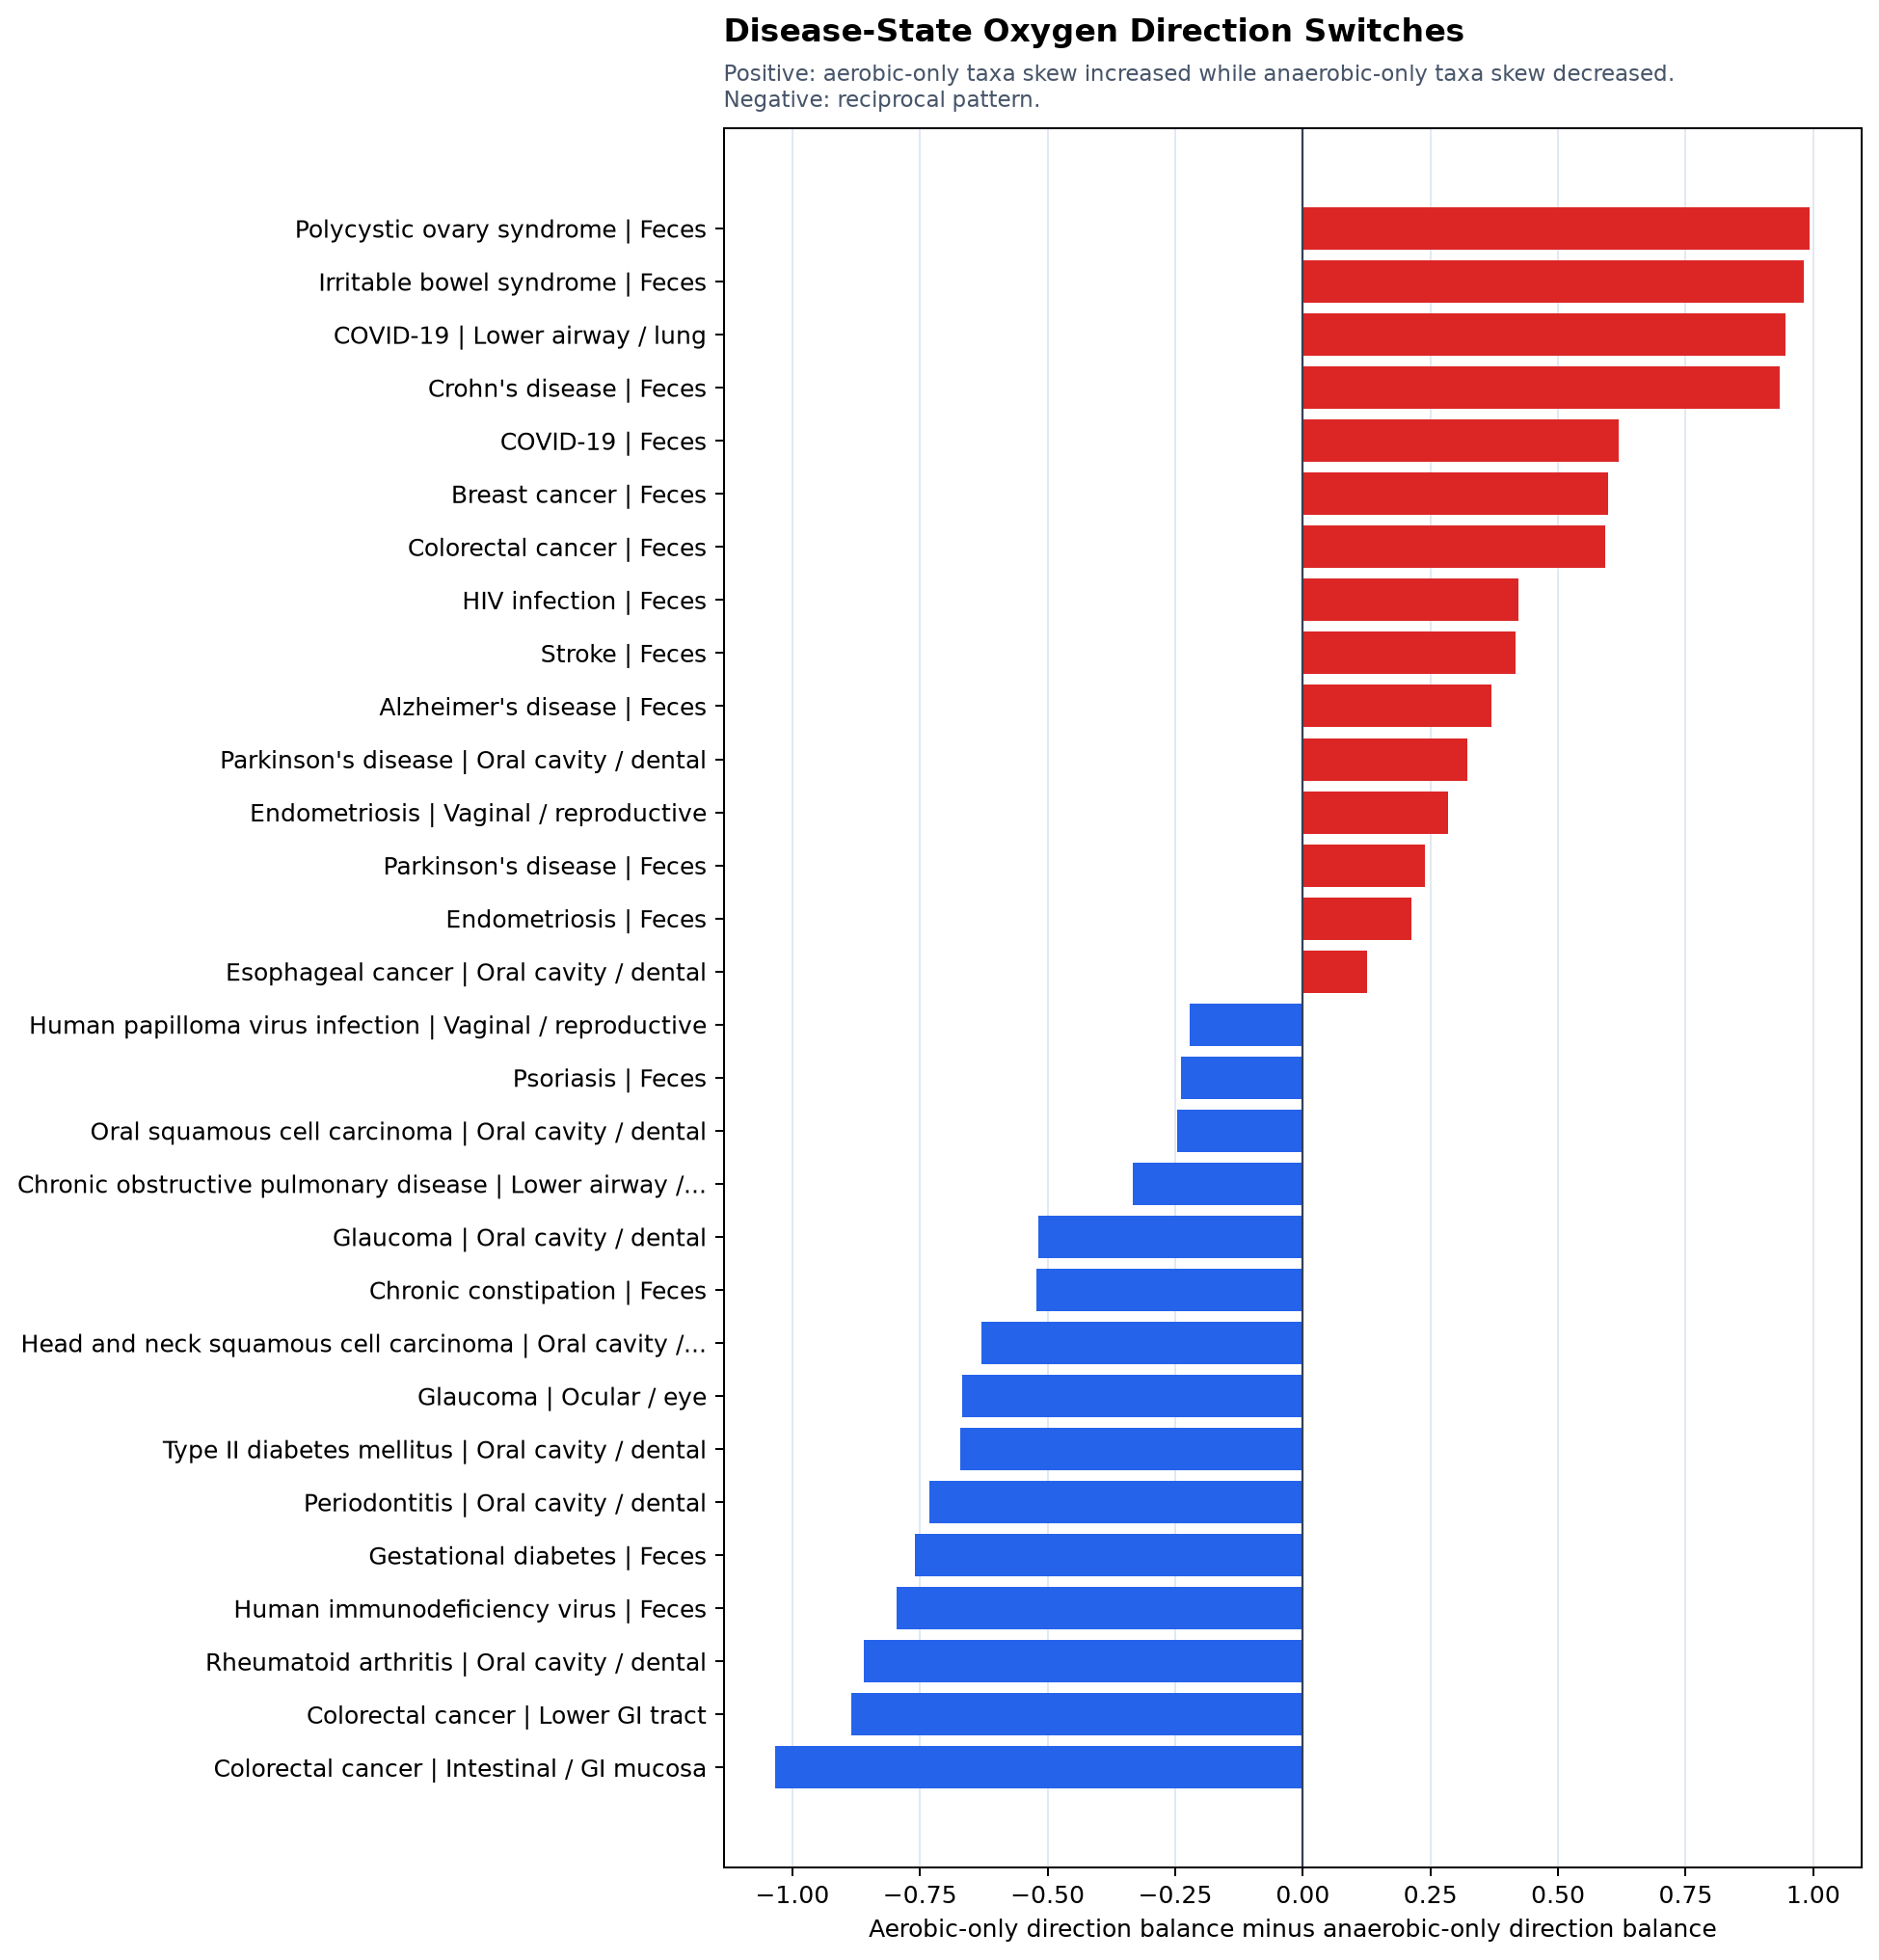 Disease-State Oxygen Direction Switches
Positive: aerobic-only taxa skew increased while anaerobic-only taxa skew decreased.
Negative: reciprocal pattern.
Polycystic ovary syndrome | Feces
Irritable bowel syndrome | Feces
COVID-19 | Lower airway / lung
Crohn's disease | Feces
COVID-19 | Feces
Breast cancer | Feces
Colorectal cancer | Feces
HIV infection | Feces
Stroke | Feces
Alzheimer's disease | Feces
Parkinson's disease | Oral cavity / dental
Endometriosis | Vaginal / reproductive
Parkinson's disease | Feces
Endometriosis | Feces
Esophageal cancer | Oral cavity / dental
Human papilloma virus infection | Vaginal / reproductive
Psoriasis | Feces
Oral squamous cell carcinoma | Oral cavity / dental
Chronic obstructive pulmonary disease | Lower airway /...
Glaucoma | Oral cavity / dental
Chronic constipation | Feces
Head and neck squamous cell carcinoma | Oral cavity /...
Glaucoma | Ocular / eye
Type II diabetes mellitus | Oral cavity / dental
Periodontitis | Oral cavity / dental
Gestational diabetes | Feces
Human immunodeficiency virus | Feces
Rheumatoid arthritis | Oral cavity / dental
Colorectal cancer | Lower GI tract
Colorectal cancer | Intestinal / GI mucosa
−1.00 −0.75 −0.50 −0.25 0.00 0.25 0.50 0.75 1.00
Aerobic-only direction balance minus anaerobic-only direction balance